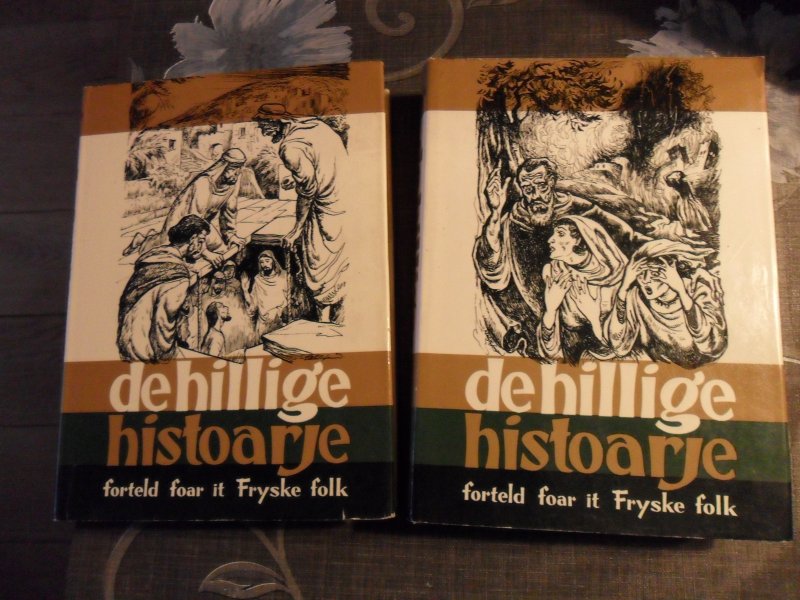 de hillige
histoarje
forteld foar it Fryske folk
de hillige
histoarje
forteld foar it Fryske folk